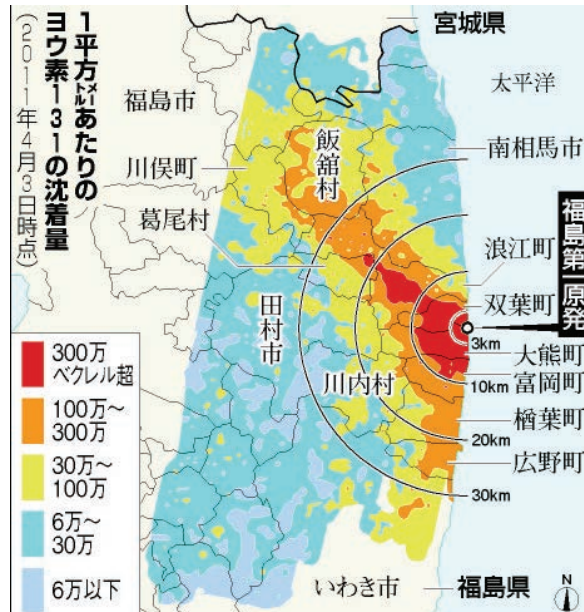 1平方メートルあたりの
ヨウ素131の沈着量
(2011年4月3日時点)
宮城県
太平洋
福島市
飯舘村
川俣町
南相馬市
葛尾村
福島第一原発
浪江町
双葉町
田村市
3km
大熊町
川内村
10km
富岡町
楢葉町
20km
広野町
30km
いわき市
福島県
N
300万
ベクレル超
100万〜
300万
30万〜
100万
6万〜
30万
6万以下